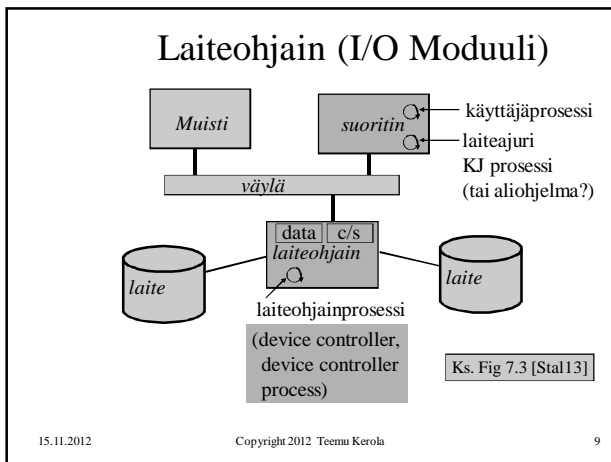 Laiteohjain (I/O Moduuli)
Muisti
suoritin
käyttäjäprosessi
laiteajuri
KJ prosessi
(tai aliohjelma?)
väylä
data c/s
laiteohjain
laite
laite
laiteohjainprosessi
(device controller,
device controller
process)
Ks. Fig 7.3 [Stal13]
15.11.2012 Copyright 2012 Teemu Kerola 9